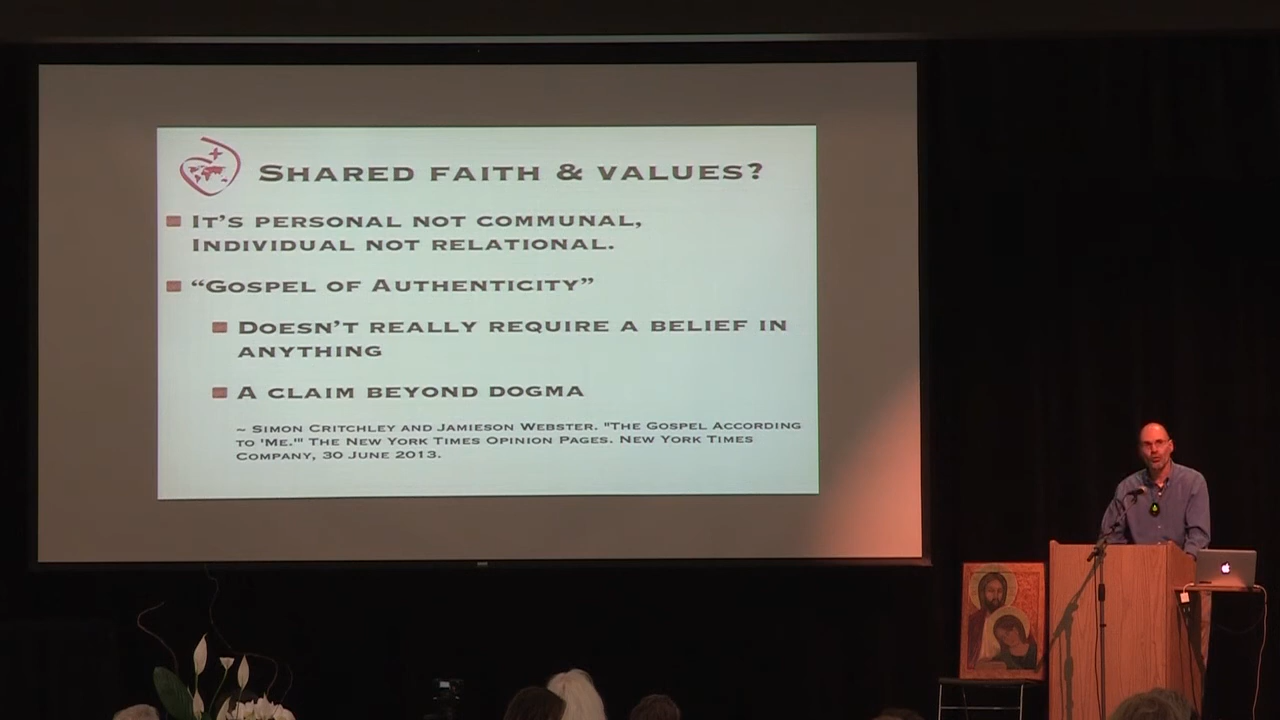 Shared faith & values?
It's personal not communal,
individual not relational.
"Gospel of Authenticity"
Doesn't really require a belief in
anything
A claim beyond dogma
~ Simon Critchley and Jamieson Webster. "The Gospel According
to 'Me.'" The New York Times Opinion Pages. New York Times
Company, 30 June 2013.